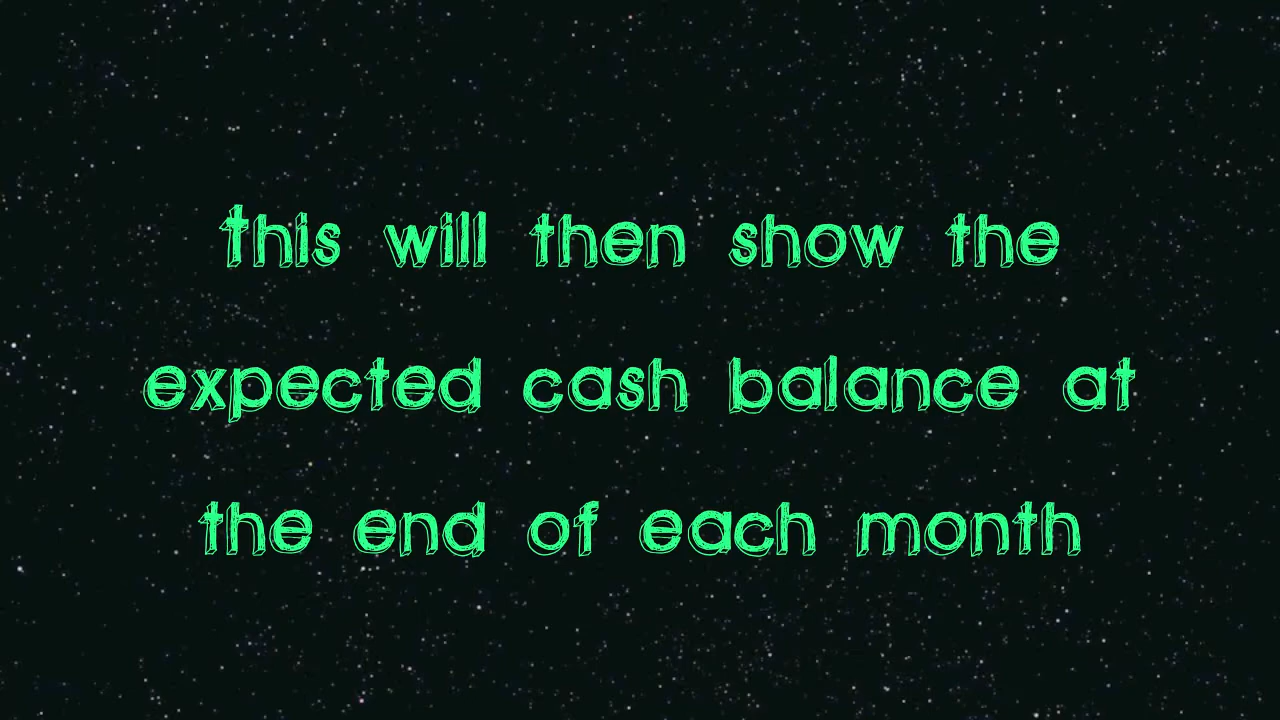 This will then show the
expected cash balance at
the end of each month